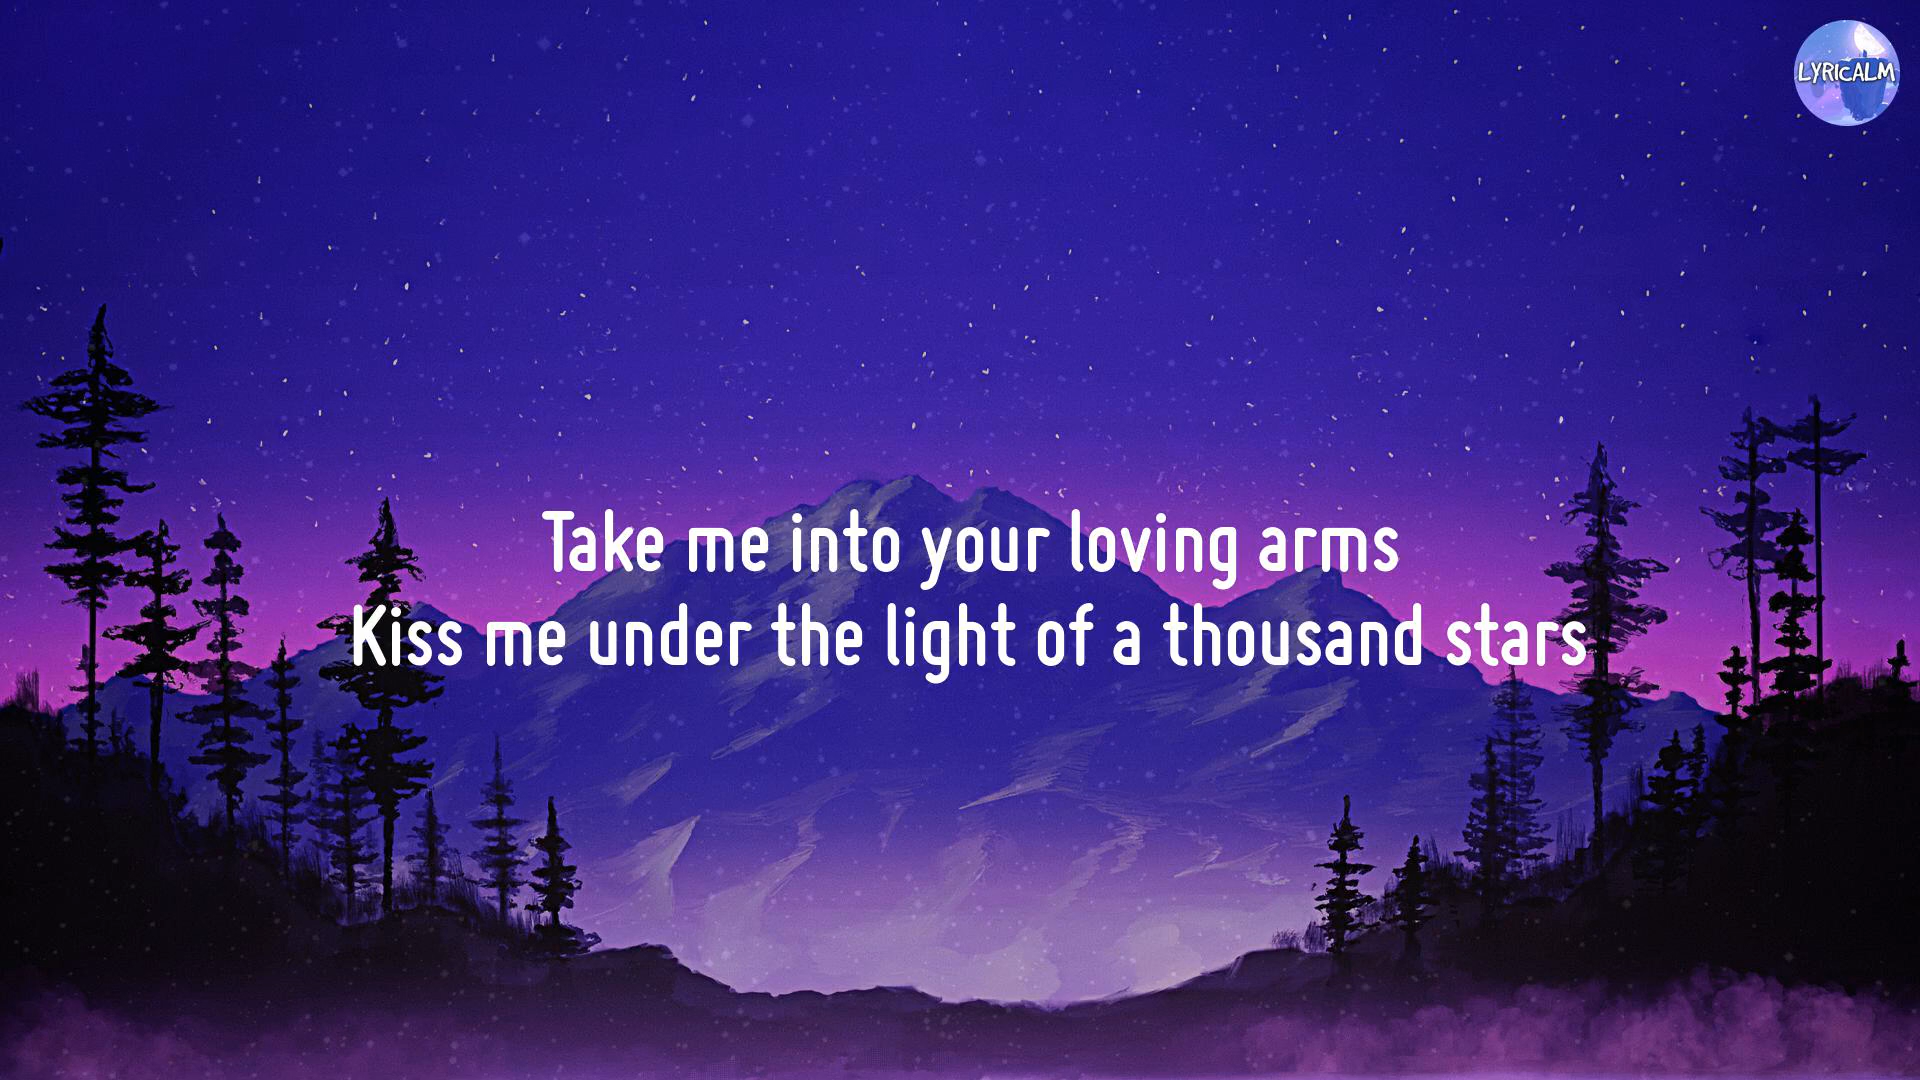 LYRICALM
Take me into your loving arms
Kiss me under the light of a thousand stars